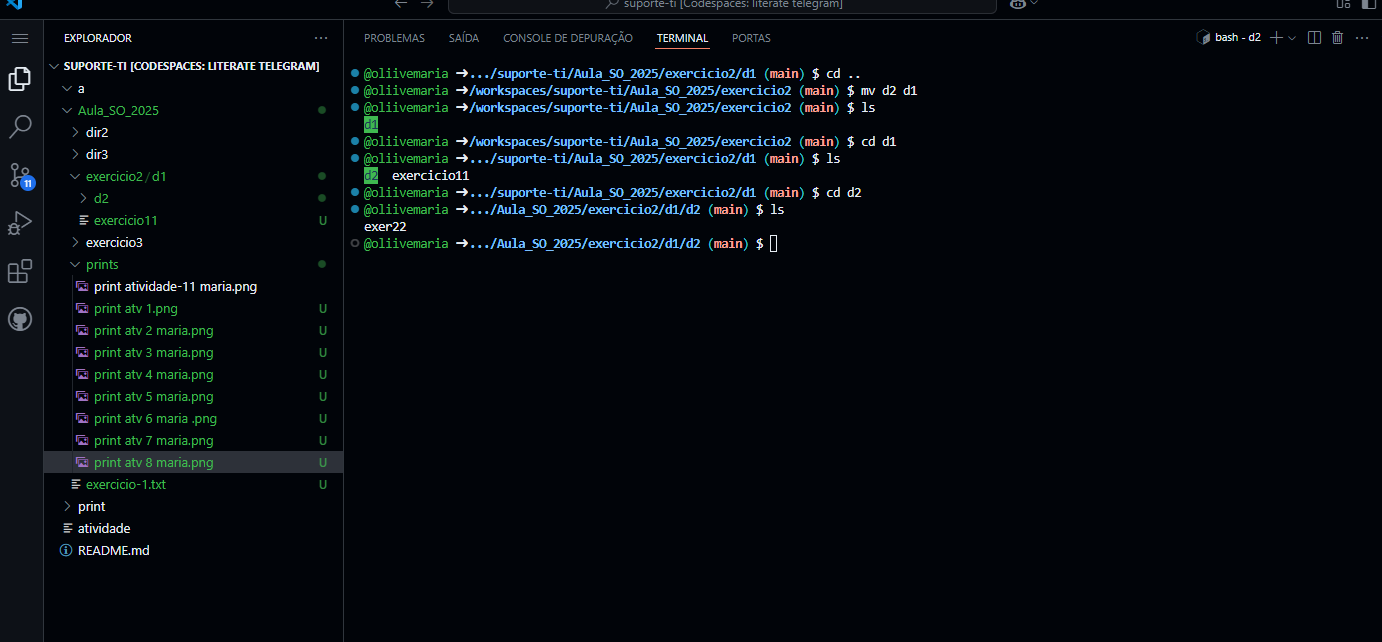 suporte-ti [Codespaces: literate telegram]
EXPLORADOR
SUPORTE-TI [CODESPACES: LITERATE TELEGRAM]
a
Aula_SO_2025
dir2
dir3
exercicio2 / d1
d2
exercicio11 U
exercicio3
prints
print atividade-11 maria.png
print atv 1.png U
print atv 2 maria.png U
print atv 3 maria.png U
print atv 4 maria.png U
print atv 5 maria.png U
print atv 6 maria .png U
print atv 7 maria.png U
print atv 8 maria.png U
exercicio-1.txt U
print
atividade
README.md
11
PROBLEMAS SAÍDA CONSOLE DE DEPURAÇÃO TERMINAL PORTAS
bash - d2
@oliivemaria ➜.../suporte-ti/Aula_SO_2025/exercicio2/d1 (main) $ cd ..
@oliivemaria ➜/workspaces/suporte-ti/Aula_SO_2025/exercicio2 (main) $ mv d2 d1
@oliivemaria ➜/workspaces/suporte-ti/Aula_SO_2025/exercicio2 (main) $ ls
d1
@oliivemaria ➜/workspaces/suporte-ti/Aula_SO_2025/exercicio2 (main) $ cd d1
@oliivemaria ➜.../suporte-ti/Aula_SO_2025/exercicio2/d1 (main) $ ls
d2 exercicio11
@oliivemaria ➜.../suporte-ti/Aula_SO_2025/exercicio2/d1 (main) $ cd d2
@oliivemaria ➜.../Aula_SO_2025/exercicio2/d1/d2 (main) $ ls
exer22
@oliivemaria ➜.../Aula_SO_2025/exercicio2/d1/d2 (main) $